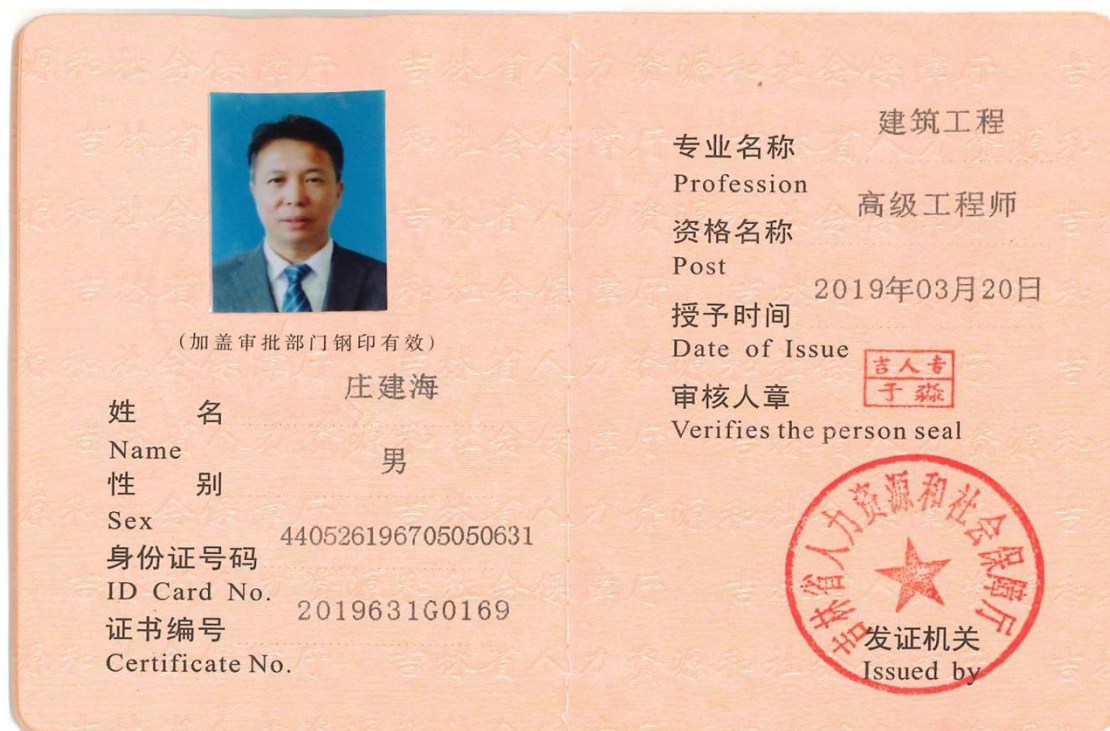 (加盖审批部门钢印有效)
姓 名 庄建海
Name
性 别 男
Sex
身份证号码 440526196705050631
ID Card No.
证书编号 2019631G0169
Certificate No.
专业名称 建筑工程
Profession
资格名称 高级工程师
Post
授予时间 2019年03月20日
Date of Issue
审核人章
吉人专
于淼
Verifies the person seal
吉林省人力资源和社会保障厅
发证机关
Issued by